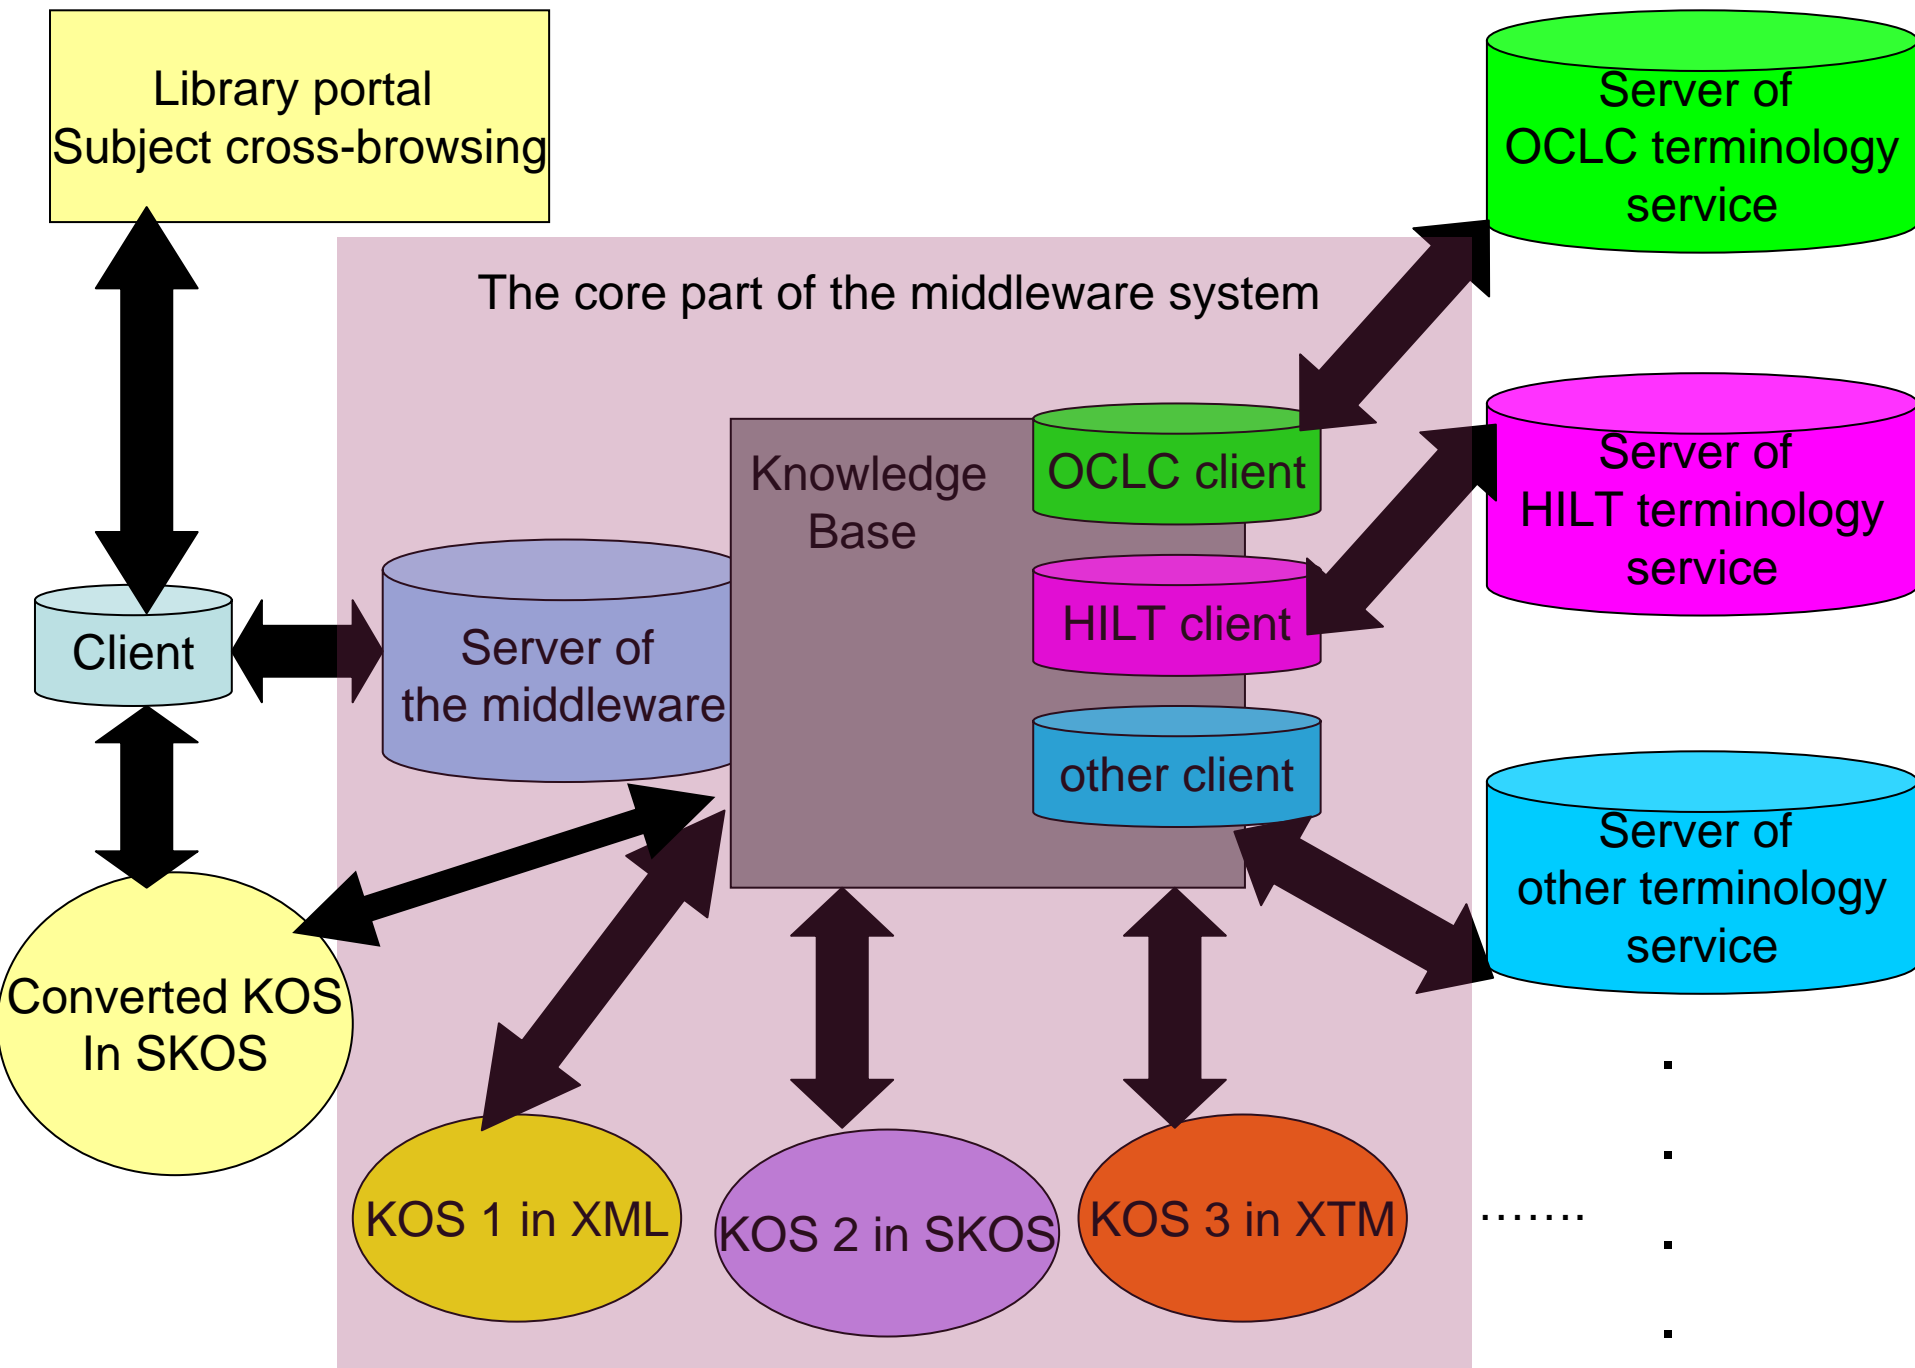 Library portal
Subject cross-browsing
Server of
OCLC terminology
service
The core part of the middleware system
Knowledge
Base
OCLC client
Server of
HILT terminology
service
HILT client
Client
Server of
the middleware
other client
Server of
other terminology
service
Converted KOS
In SKOS
KOS 1 in XML
KOS 2 in SKOS
KOS 3 in XTM
.......
.
.
.
.